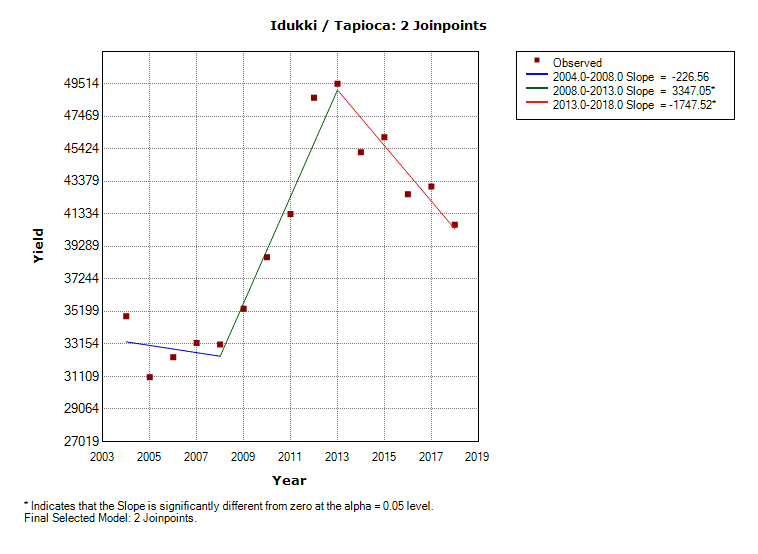 Idukki / Tapioca: 2 Joinpoints
Observed
2004.0-2008.0 Slope = -226.56
2008.0-2013.0 Slope = 3347.05*
2013.0-2018.0 Slope = -1747.52*
49514
47469
45424
43379
41334
39289
37244
35199
33154
31109
29064
27019
Yield
2003 2005 2007 2009 2011 2013 2015 2017 2019
Year
* Indicates that the Slope is significantly different from zero at the alpha = 0.05 level.
Final Selected Model: 2 Joinpoints.